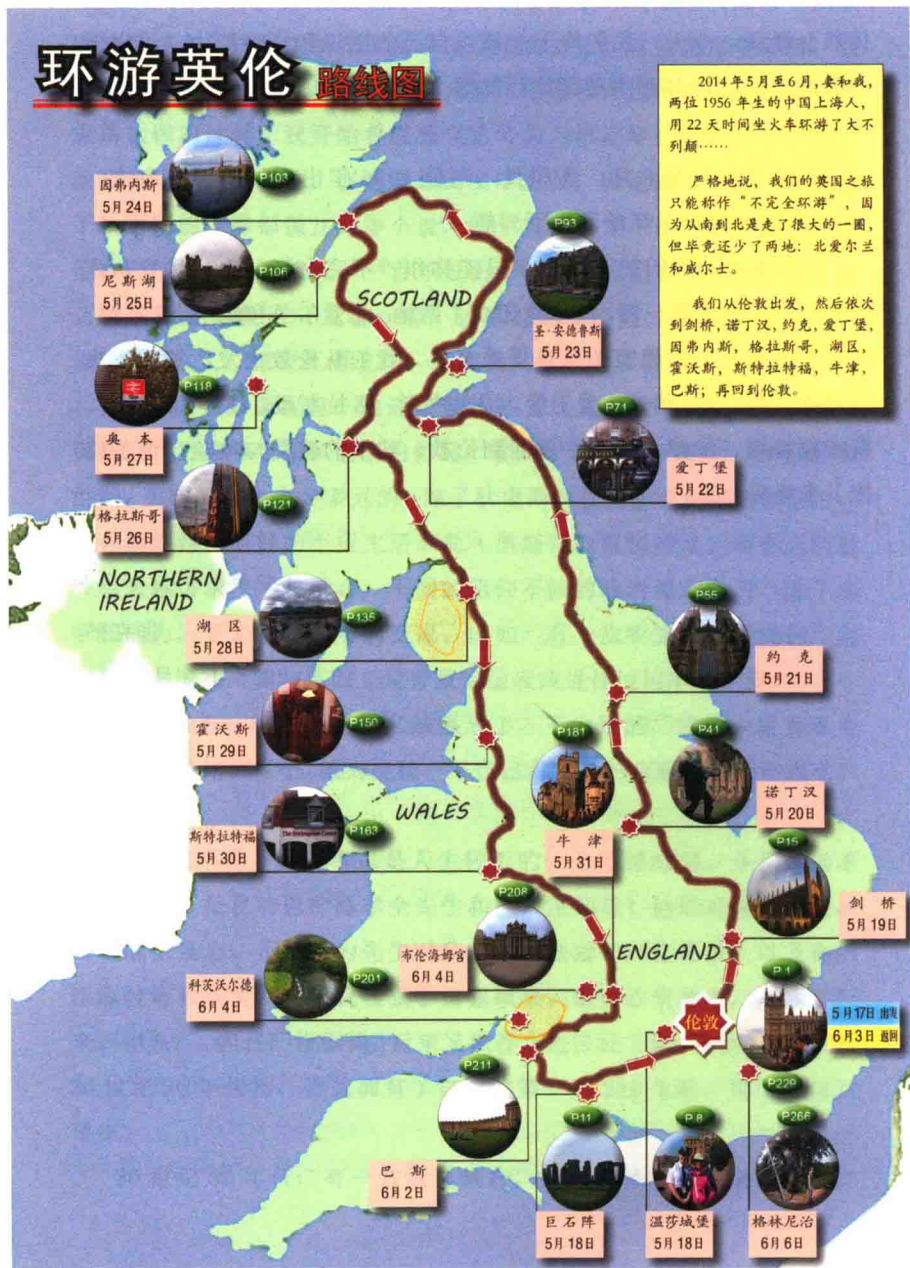 环游英伦 路线图
2014年5月至6月,妻和我,
两位1956年生的中国上海人,
用22天时间坐火车环游了大不
列颠……
严格地说,我们的英国之旅
只能称作“不完全环游”,因
为从南到北是走了很大的一圈,
但毕竟还少了两地:北爱尔兰
和威尔士。
我们从伦敦出发,然后依次
到剑桥,诺丁汉,约克,爱丁堡,
因弗内斯,格拉斯哥,湖区,
霍沃斯,斯特拉特福,牛津,
巴斯;再回到伦敦。
P103
因弗内斯
5月24日
P106
尼斯湖
5月25日
SCOTLAND
P93
圣·安德鲁斯
5月23日
P118
奥本
5月27日
P71
爱丁堡
5月22日
P121
格拉斯哥
5月26日
NORTHERN
IRELAND
P135
湖区
5月28日
P55
约克
5月21日
P150
霍沃斯
5月29日
P181
牛津
5月31日
P41
诺丁汉
5月20日
WALES
P163
斯特拉特福
5月30日
P15
剑桥
5月19日
P208
布伦海姆宫
6月4日
ENGLAND
P201
科茨沃尔德
6月4日
伦敦
P.1
5月17日 出发
6月3日 返回
P229
P211
巴斯
6月2日
P11
巨石阵
5月18日
P.8
温莎城堡
5月18日
P266
格林尼治
6月6日